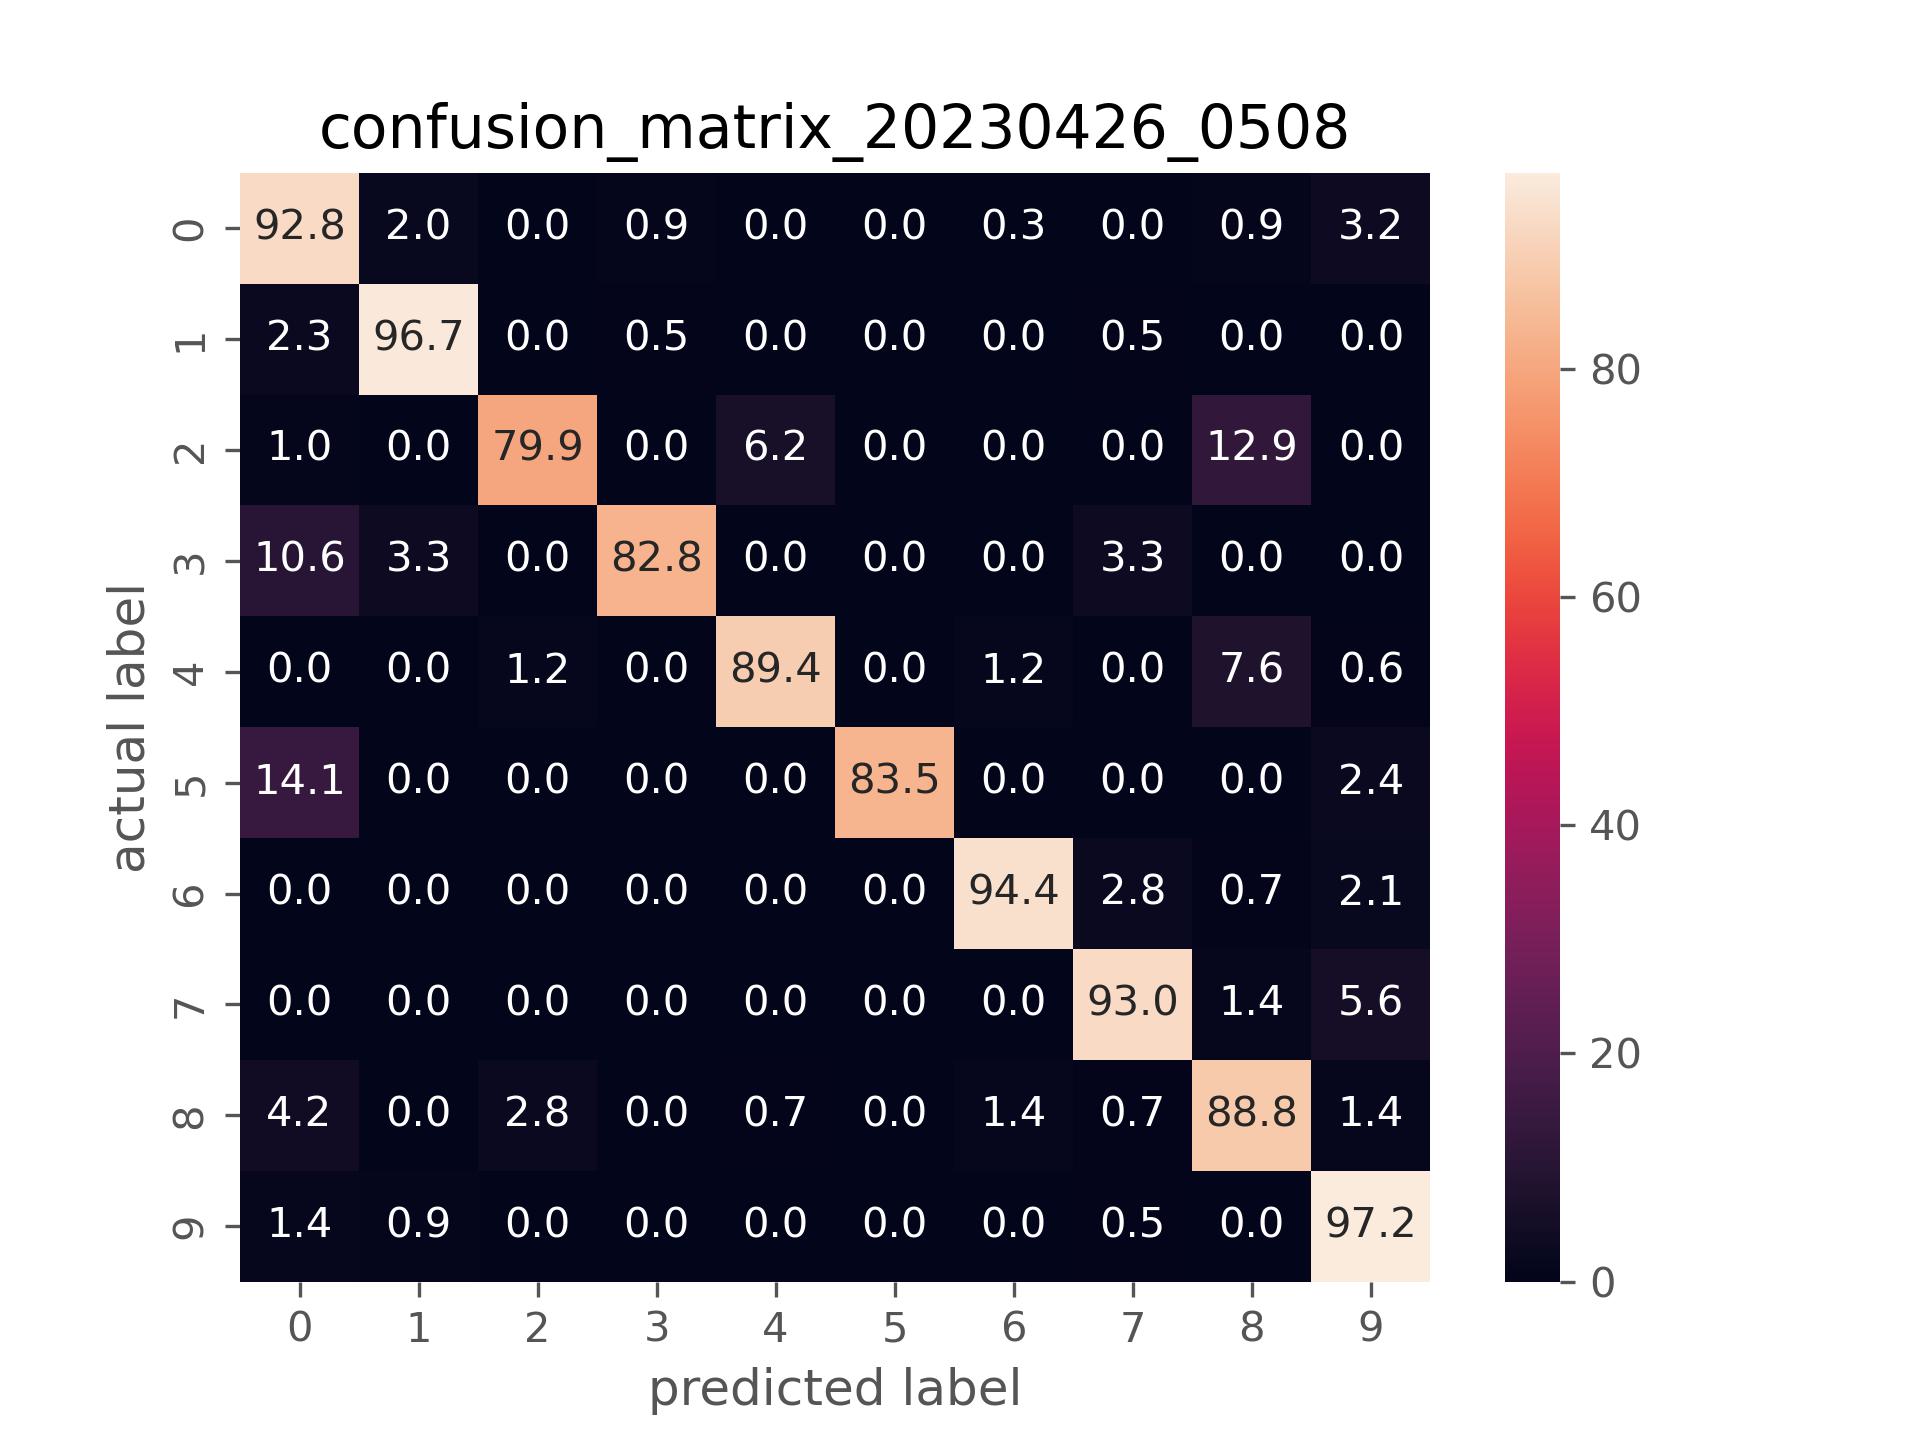 confusion_matrix_20230426_0508
0 92.8 2.0 0.0 0.9 0.0 0.0 0.3 0.0 0.9 3.2
1 2.3 96.7 0.0 0.5 0.0 0.0 0.0 0.5 0.0 0.0
80
2 1.0 0.0 79.9 0.0 6.2 0.0 0.0 0.0 12.9 0.0
3 10.6 3.3 0.0 82.8 0.0 0.0 0.0 3.3 0.0 0.0
60
4 0.0 0.0 1.2 0.0 89.4 0.0 1.2 0.0 7.6 0.6
actual label
5 14.1 0.0 0.0 0.0 0.0 83.5 0.0 0.0 0.0 2.4
40
6 0.0 0.0 0.0 0.0 0.0 0.0 94.4 2.8 0.7 2.1
7 0.0 0.0 0.0 0.0 0.0 0.0 0.0 93.0 1.4 5.6
20
8 4.2 0.0 2.8 0.0 0.7 0.0 1.4 0.7 88.8 1.4
9 1.4 0.9 0.0 0.0 0.0 0.0 0.0 0.5 0.0 97.2
0
0 1 2 3 4 5 6 7 8 9
predicted label